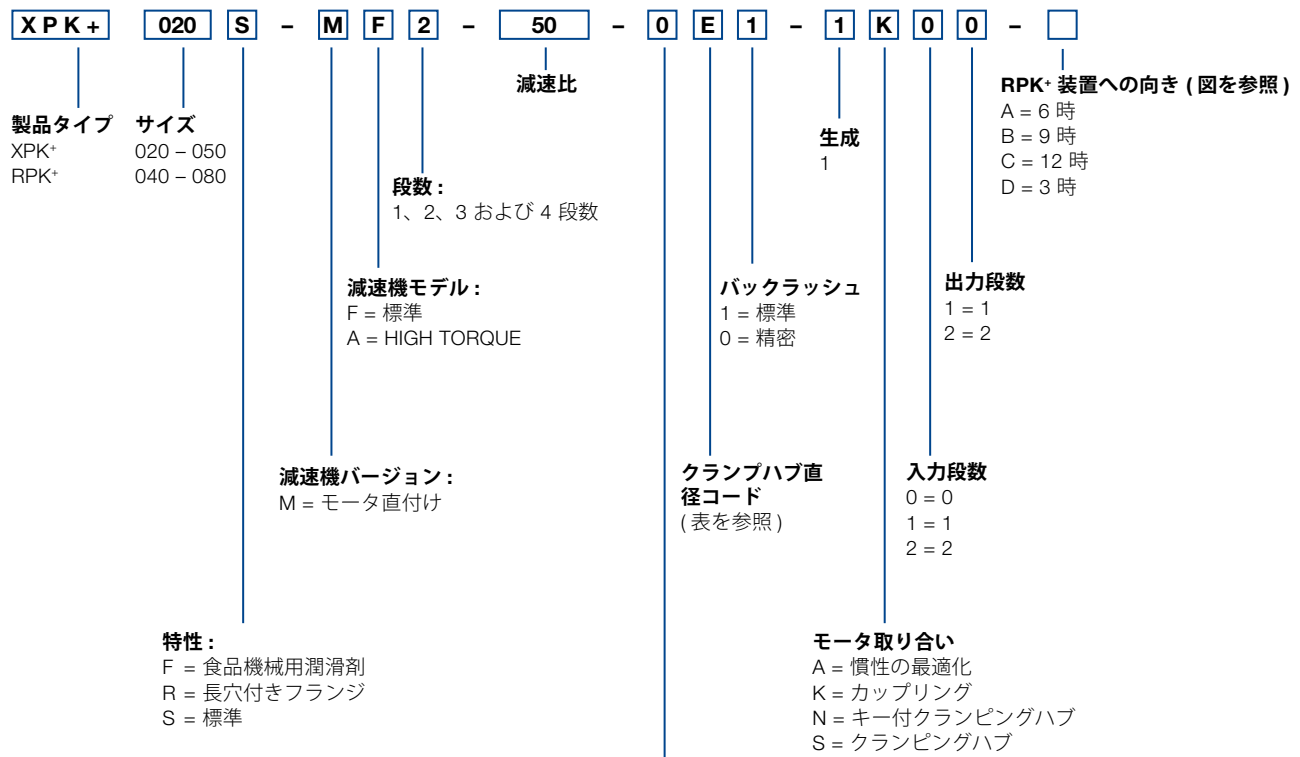 XPK+ 020 S – M F 2 – 50 – 0 E 1 – 1 K 0 0 –
減速比
RPK+ 装置への向き ( 図を参照 )
A = 6 時
B = 9 時
C = 12 時
D = 3 時
製品タイプ サイズ
XPK+ 020 – 050
RPK+ 040 – 080
生成
1
段数 :
1、2、3 および 4 段数
減速機モデル :
F = 標準
A = HIGH TORQUE
バックラッシュ
1 = 標準
0 = 精密
出力段数
1 = 1
2 = 2
減速機バージョン :
M = モータ直付け
クランプハブ直
径コード
( 表を参照 )
入力段数
0 = 0
1 = 1
2 = 2
特性 :
F = 食品機械用潤滑剤
R = 長穴付きフランジ
S = 標準
モータ取り合い
A = 慣性の最適化
K = カップリング
N = キー付クランピングハブ
S = クランピングハブ